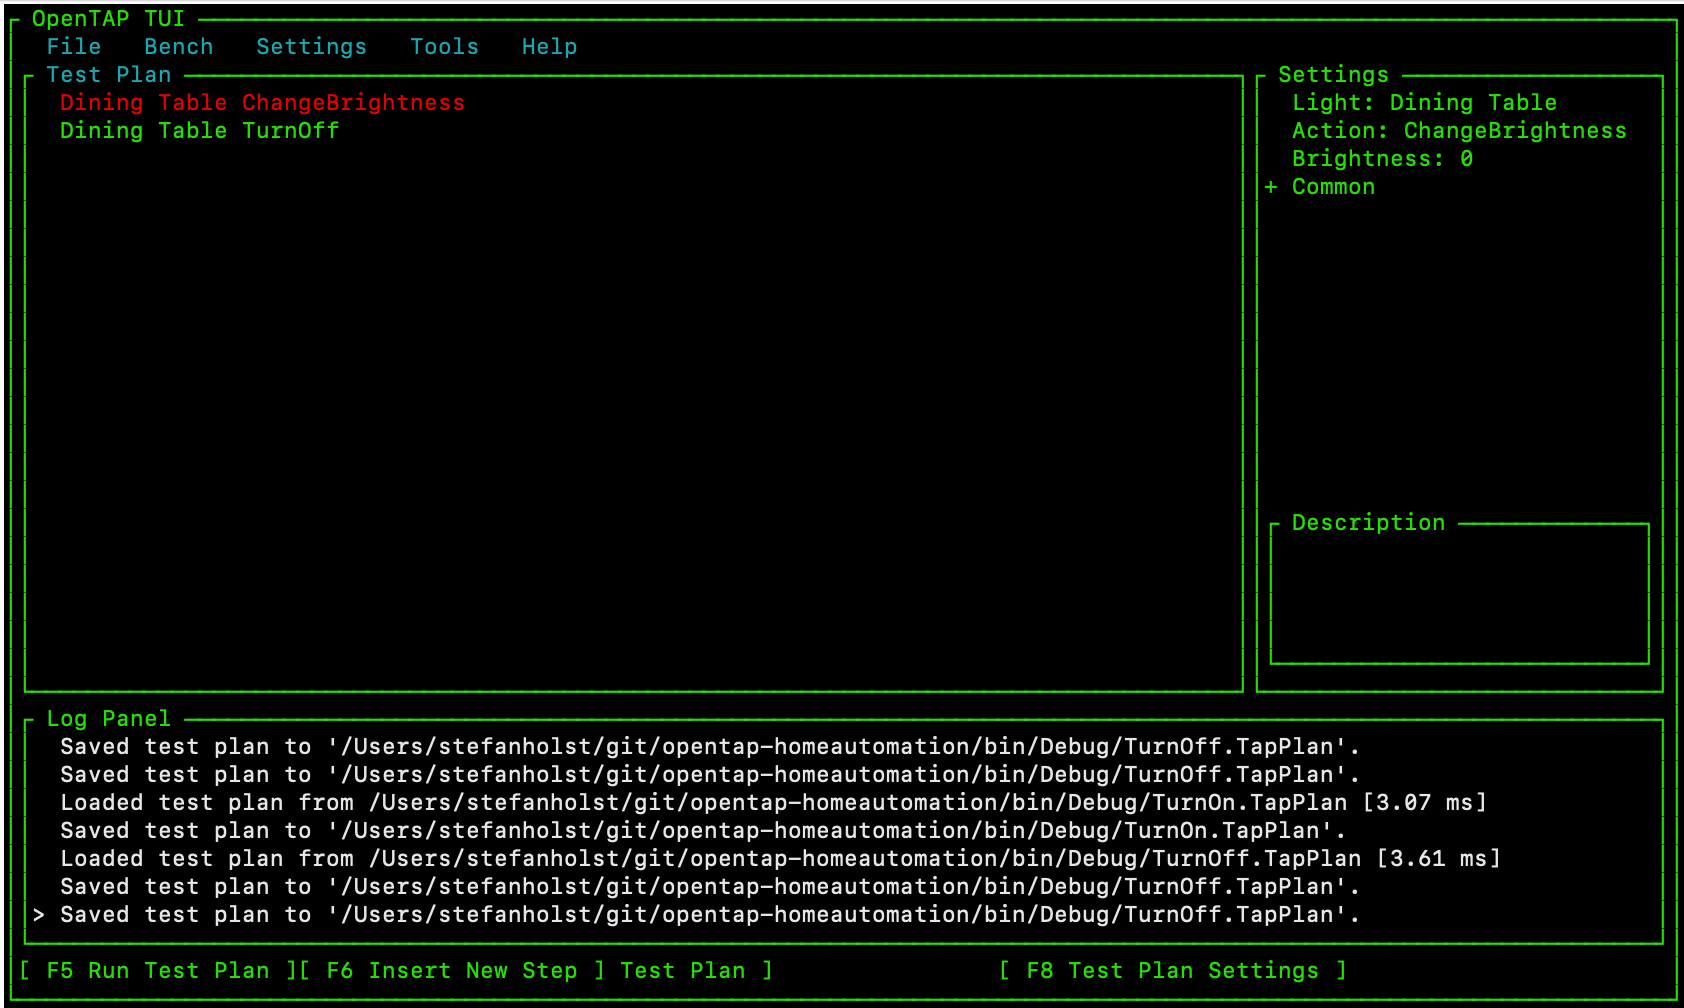 OpenTAP TUI
File Bench Settings Tools Help
Test Plan
Dining Table ChangeBrightness
Dining Table TurnOff
Settings
Light: Dining Table
Action: ChangeBrightness
Brightness: 0
+ Common
Description
Log Panel
Saved test plan to '/Users/stefanholst/git/opentap-homeautomation/bin/Debug/TurnOff.TapPlan'.
Saved test plan to '/Users/stefanholst/git/opentap-homeautomation/bin/Debug/TurnOff.TapPlan'.
Loaded test plan from /Users/stefanholst/git/opentap-homeautomation/bin/Debug/TurnOn.TapPlan [3.07 ms]
Saved test plan to '/Users/stefanholst/git/opentap-homeautomation/bin/Debug/TurnOn.TapPlan'.
Loaded test plan from /Users/stefanholst/git/opentap-homeautomation/bin/Debug/TurnOff.TapPlan [3.61 ms]
Saved test plan to '/Users/stefanholst/git/opentap-homeautomation/bin/Debug/TurnOff.TapPlan'.
> Saved test plan to '/Users/stefanholst/git/opentap-homeautomation/bin/Debug/TurnOff.TapPlan'.
[ F5 Run Test Plan ][ F6 Insert New Step ] Test Plan ] [ F8 Test Plan Settings ]